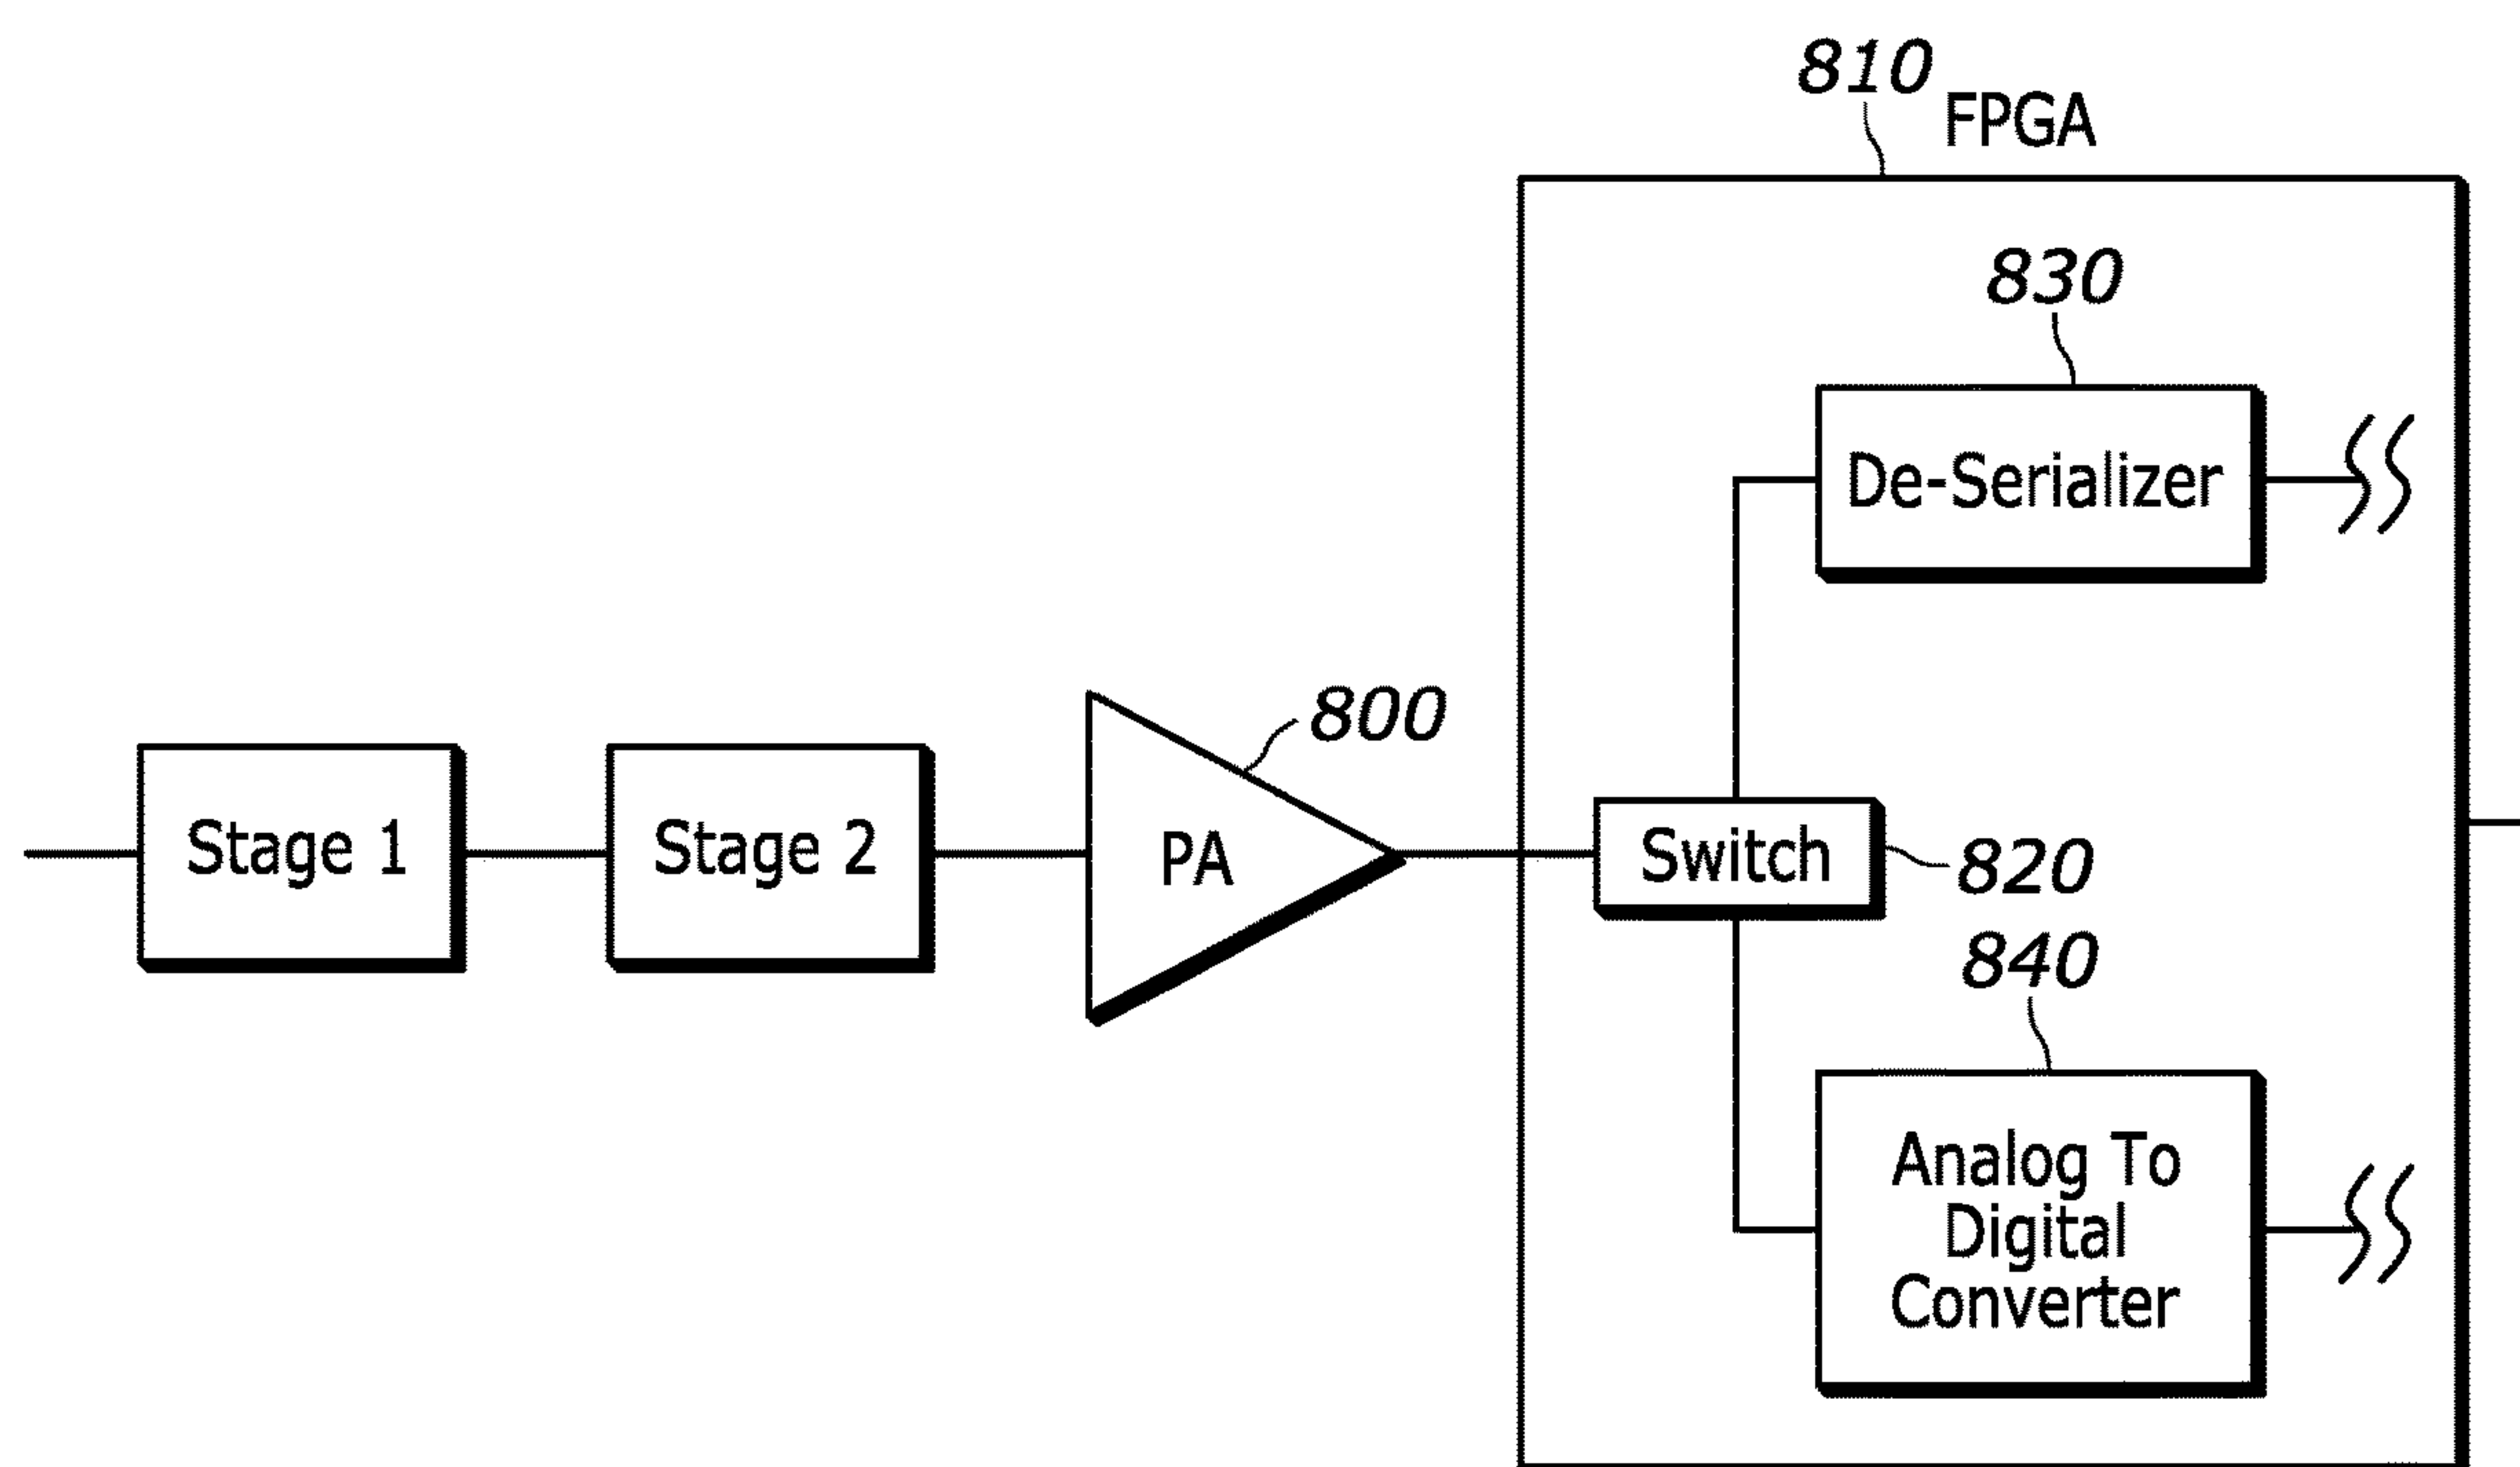 810
FPGA
830
De-Serializer
800
Stage 1
Stage 2
PA
Switch
820
840
Analog To
Digital
Converter